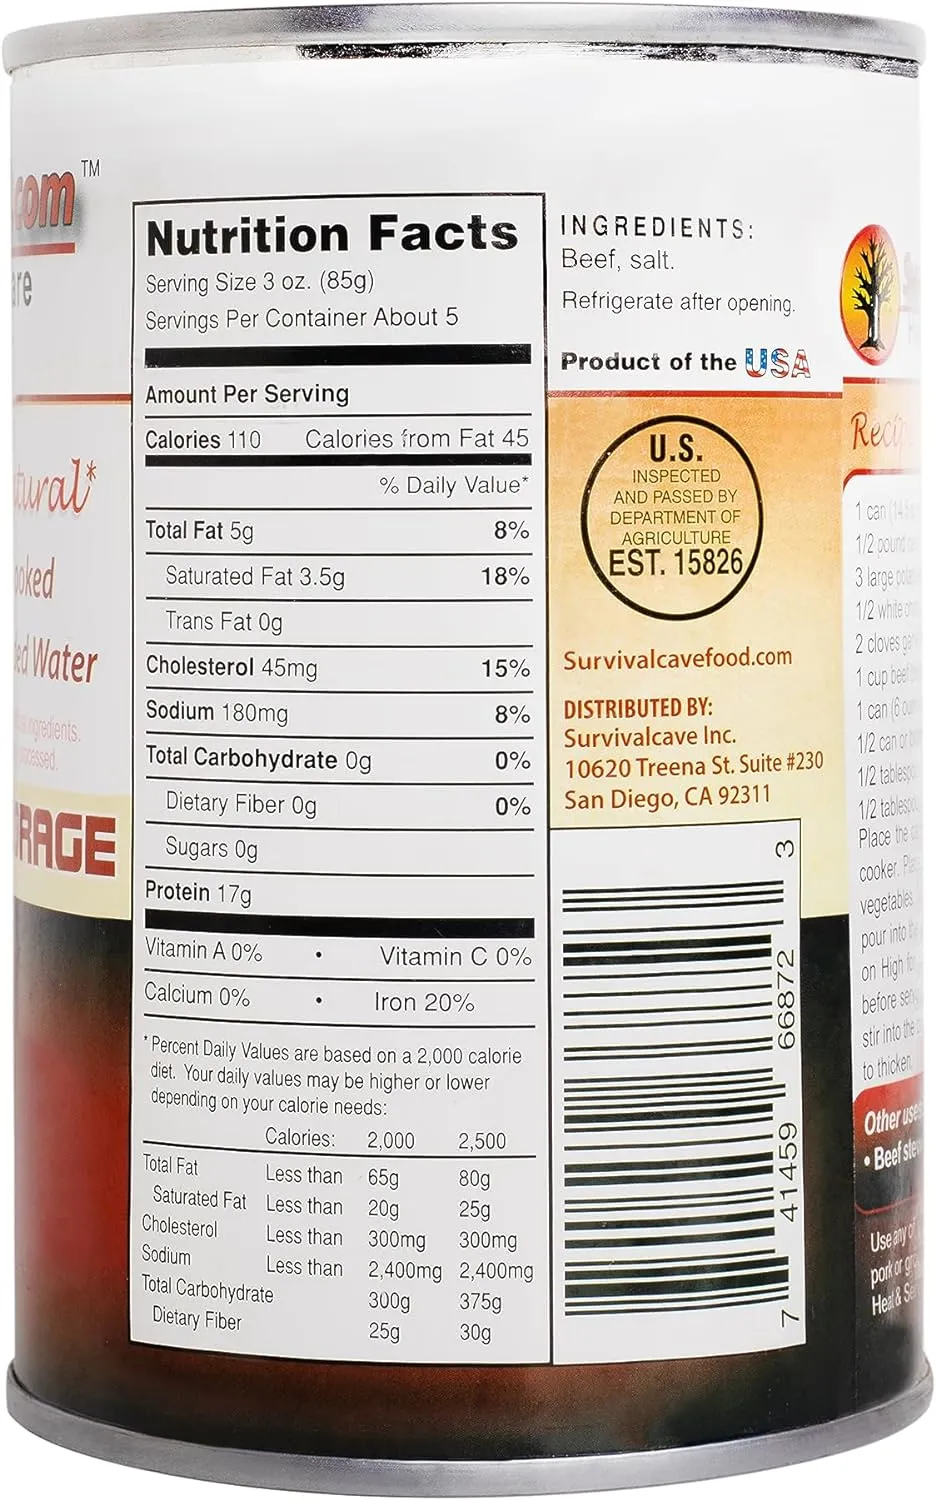 .com™
Nutrition Facts
Serving Size 3 oz. (85g)
Servings Per Container About 5
Amount Per Serving
Calories 110 Calories from Fat 45
% Daily Value*
Total Fat 5g 8%
Saturated Fat 3.5g 18%
Trans Fat 0g
Cholesterol 45mg 15%
Sodium 180mg 8%
Total Carbohydrate 0g 0%
Dietary Fiber 0g 0%
Sugars 0g
Protein 17g
Vitamin A 0% • Vitamin C 0%
Calcium 0% • Iron 20%
*Percent Daily Values are based on a 2,000 calorie
diet. Your daily values may be higher or lower
depending on your calorie needs:
Calories: 2,000 2,500
Total Fat Less than 65g 80g
Saturated Fat Less than 20g 25g
Cholesterol Less than 300mg 300mg
Sodium Less than 2,400mg 2,400mg
Total Carbohydrate 300g 375g
Dietary Fiber 25g 30g
INGREDIENTS:
Beef, salt.
Refrigerate after opening.
Product of the USA
U.S.
INSPECTED
AND PASSED BY
DEPARTMENT OF
AGRICULTURE
EST. 15826
Survivalcavefood.com
DISTRIBUTED BY:
Survivalcave Inc.
10620 Treena St. Suite #230
San Diego, CA 92311
7 41459 66872 3
Water
ingredients.
1 can
1/2 pound
3 large
1/2 white
2 cloves
1 cup beef
1 can (6
1/2 can or
1/2
1/2
Place the
cooker.
vegetables
pour into
on High for
before
stir into the
to thicken.
Other
• Beef
Use any of
pork or
Heat &